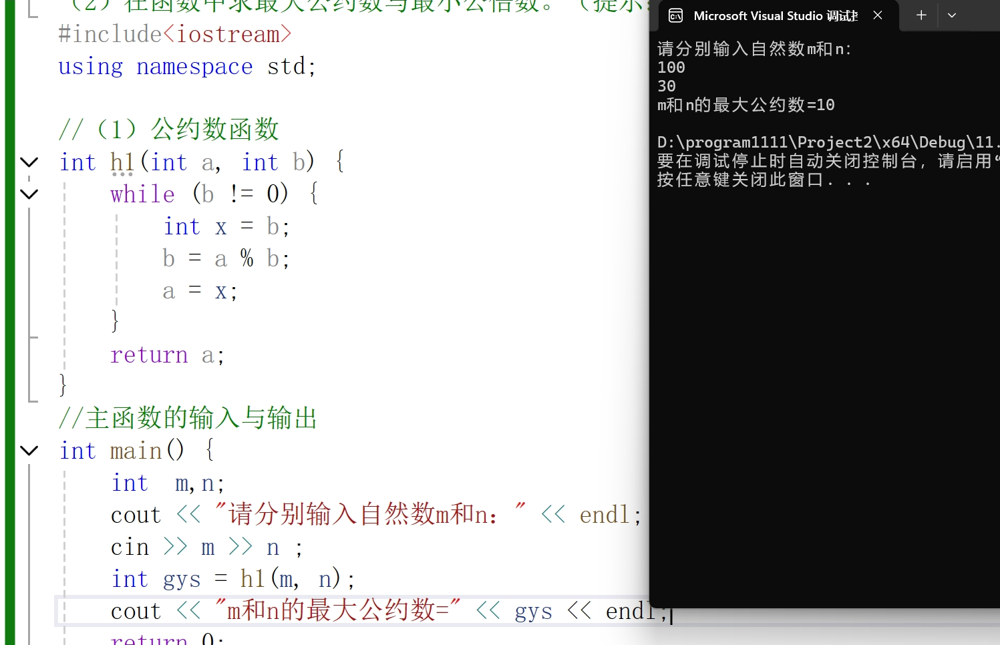 （2）在函数中求最大公约数与最小公倍数。（提示：
#include<iostream>
using namespace std;
//（1）公约数函数
int h1(int a, int b) {
while (b != 0) {
int x = b;
b = a % b;
a = x;
}
return a;
}
//主函数的输入与输出
int main() {
int  m,n;
cout << "请分别输入自然数m和n：" << endl;
cin >> m >> n ;
int gys = h1(m, n);
cout << "m和n的最大公约数=" << gys << endl;
return 0;
Microsoft Visual Studio 调试
请分别输入自然数m和n：
100
30
m和n的最大公约数=10
D:\program1111\Project2\x64\Debug\11.
要在调试停止时自动关闭控制台，请启用“
按任意键关闭此窗口. . .